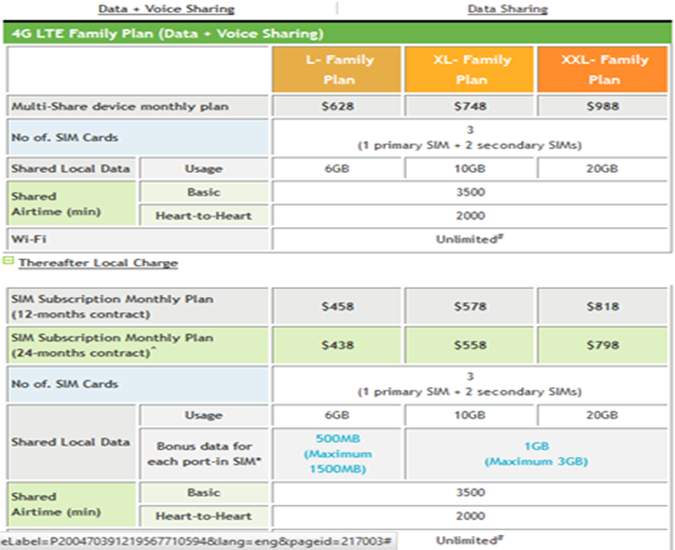 Data + Voice Sharing | Data Sharing
4G LTE Family Plan (Data + Voice Sharing)
L- Family Plan XL- Family Plan XXL- Family Plan
Multi-Share device monthly plan $628 $748 $988
No of. SIM Cards 3
(1 primary SIM + 2 secondary SIMs)
Shared Local Data Usage 6GB 10GB 20GB
Shared Airtime (min) Basic 3500
Heart-to-Heart 2000
Wi-Fi Unlimited#
Thereafter Local Charge
SIM Subscription Monthly Plan (12-months contract) $458 $578 $818
SIM Subscription Monthly Plan (24-months contract)^ $438 $558 $798
No of. SIM Cards 3
(1 primary SIM + 2 secondary SIMs)
Shared Local Data Usage 6GB 10GB 20GB
Bonus data for each port-in SIM* 500MB (Maximum 1500MB) 1GB (Maximum 3GB)
Shared Airtime (min) Basic 3500
Heart-to-Heart 2000
eLabel=P200470391219567710594&lang=eng&pageid=217003# Unlimited#